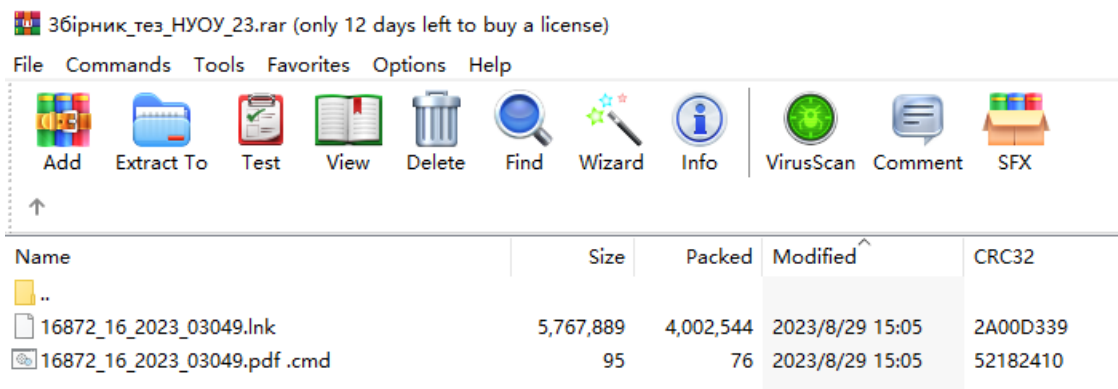 Збірник_тез_НУОУ_23.rar (only 12 days left to buy a license)
File Commands Tools Favorites Options Help
Add Extract To Test View Delete Find Wizard Info VirusScan Comment SFX
Name Size Packed Modified CRC32
..
16872_16_2023_03049.lnk 5,767,889 4,002,544 2023/8/29 15:05 2A00D339
16872_16_2023_03049.pdf .cmd 95 76 2023/8/29 15:05 52182410